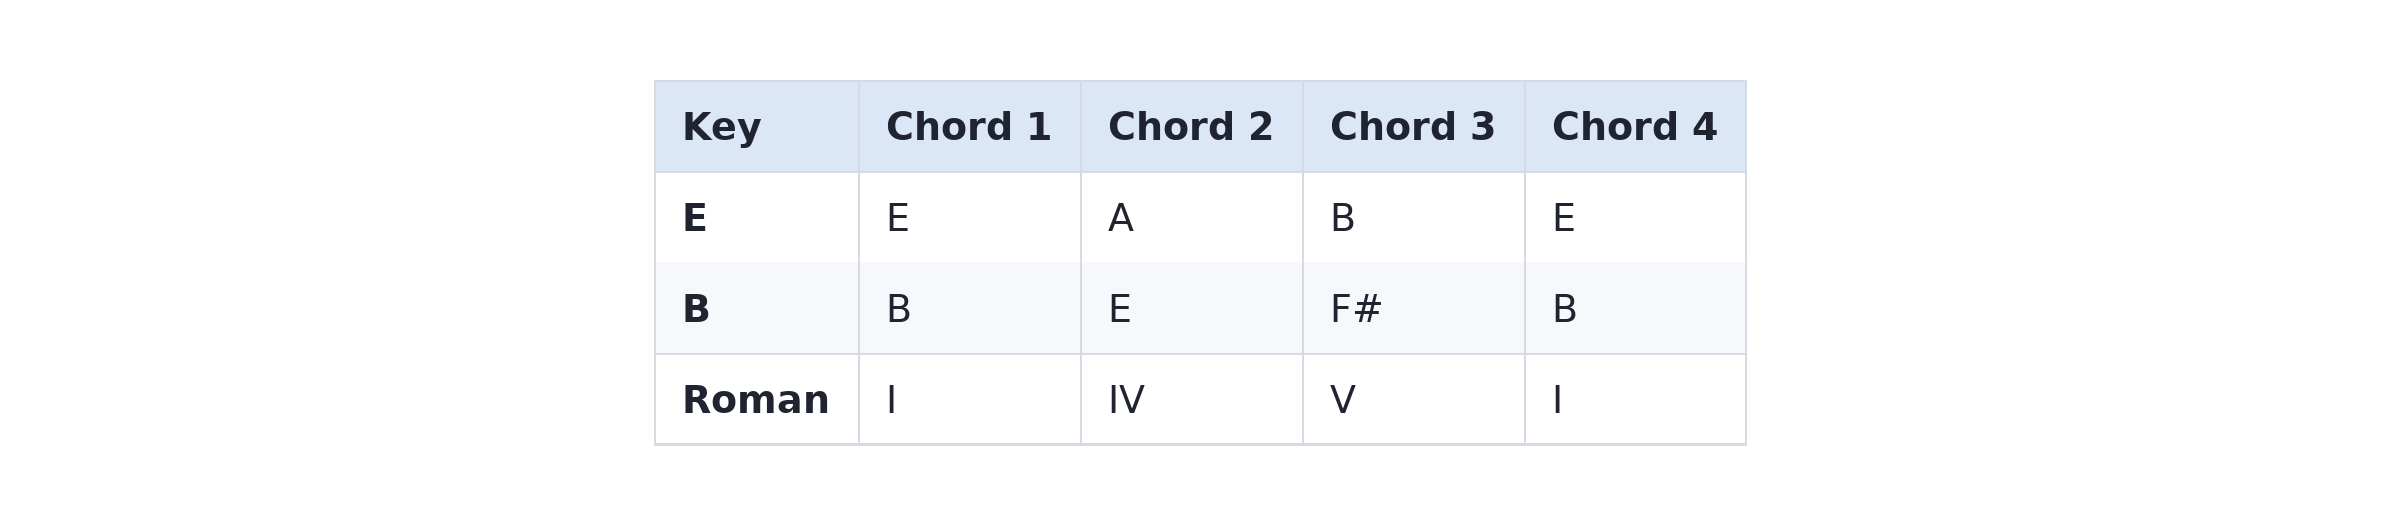 Key Chord 1 Chord 2 Chord 3 Chord 4
E E A B E
B B E F# B
Roman I IV V I